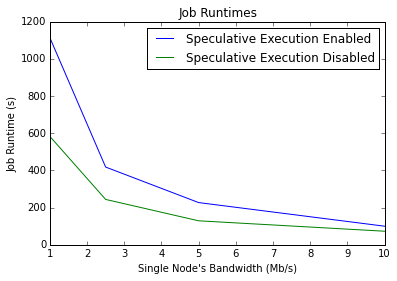 Job Runtimes
Speculative Execution Enabled
Speculative Execution Disabled
1200
1000
800
600
400
200
0
Job Runtime (s)
1 2 3 4 5 6 7 8 9 10
Single Node's Bandwidth (Mb/s)